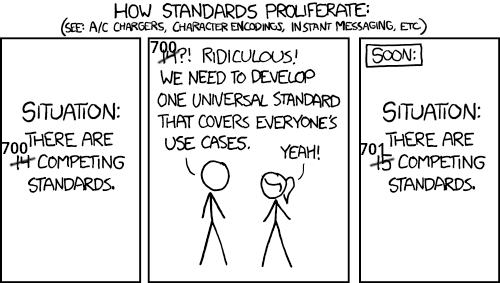 HOW STANDARDS PROLIFERATE:
(SEE: A/C CHARGERS, CHARACTER ENCODINGS, INSTANT MESSAGING, ETC)
SITUATION:
THERE ARE
700
14 COMPETING
STANDARDS.
700
14?! RIDICULOUS!
WE NEED TO DEVELOP
ONE UNIVERSAL STANDARD
THAT COVERS EVERYONE'S
USE CASES.
YEAH!
SOON:
SITUATION:
THERE ARE
701
15 COMPETING
STANDARDS.